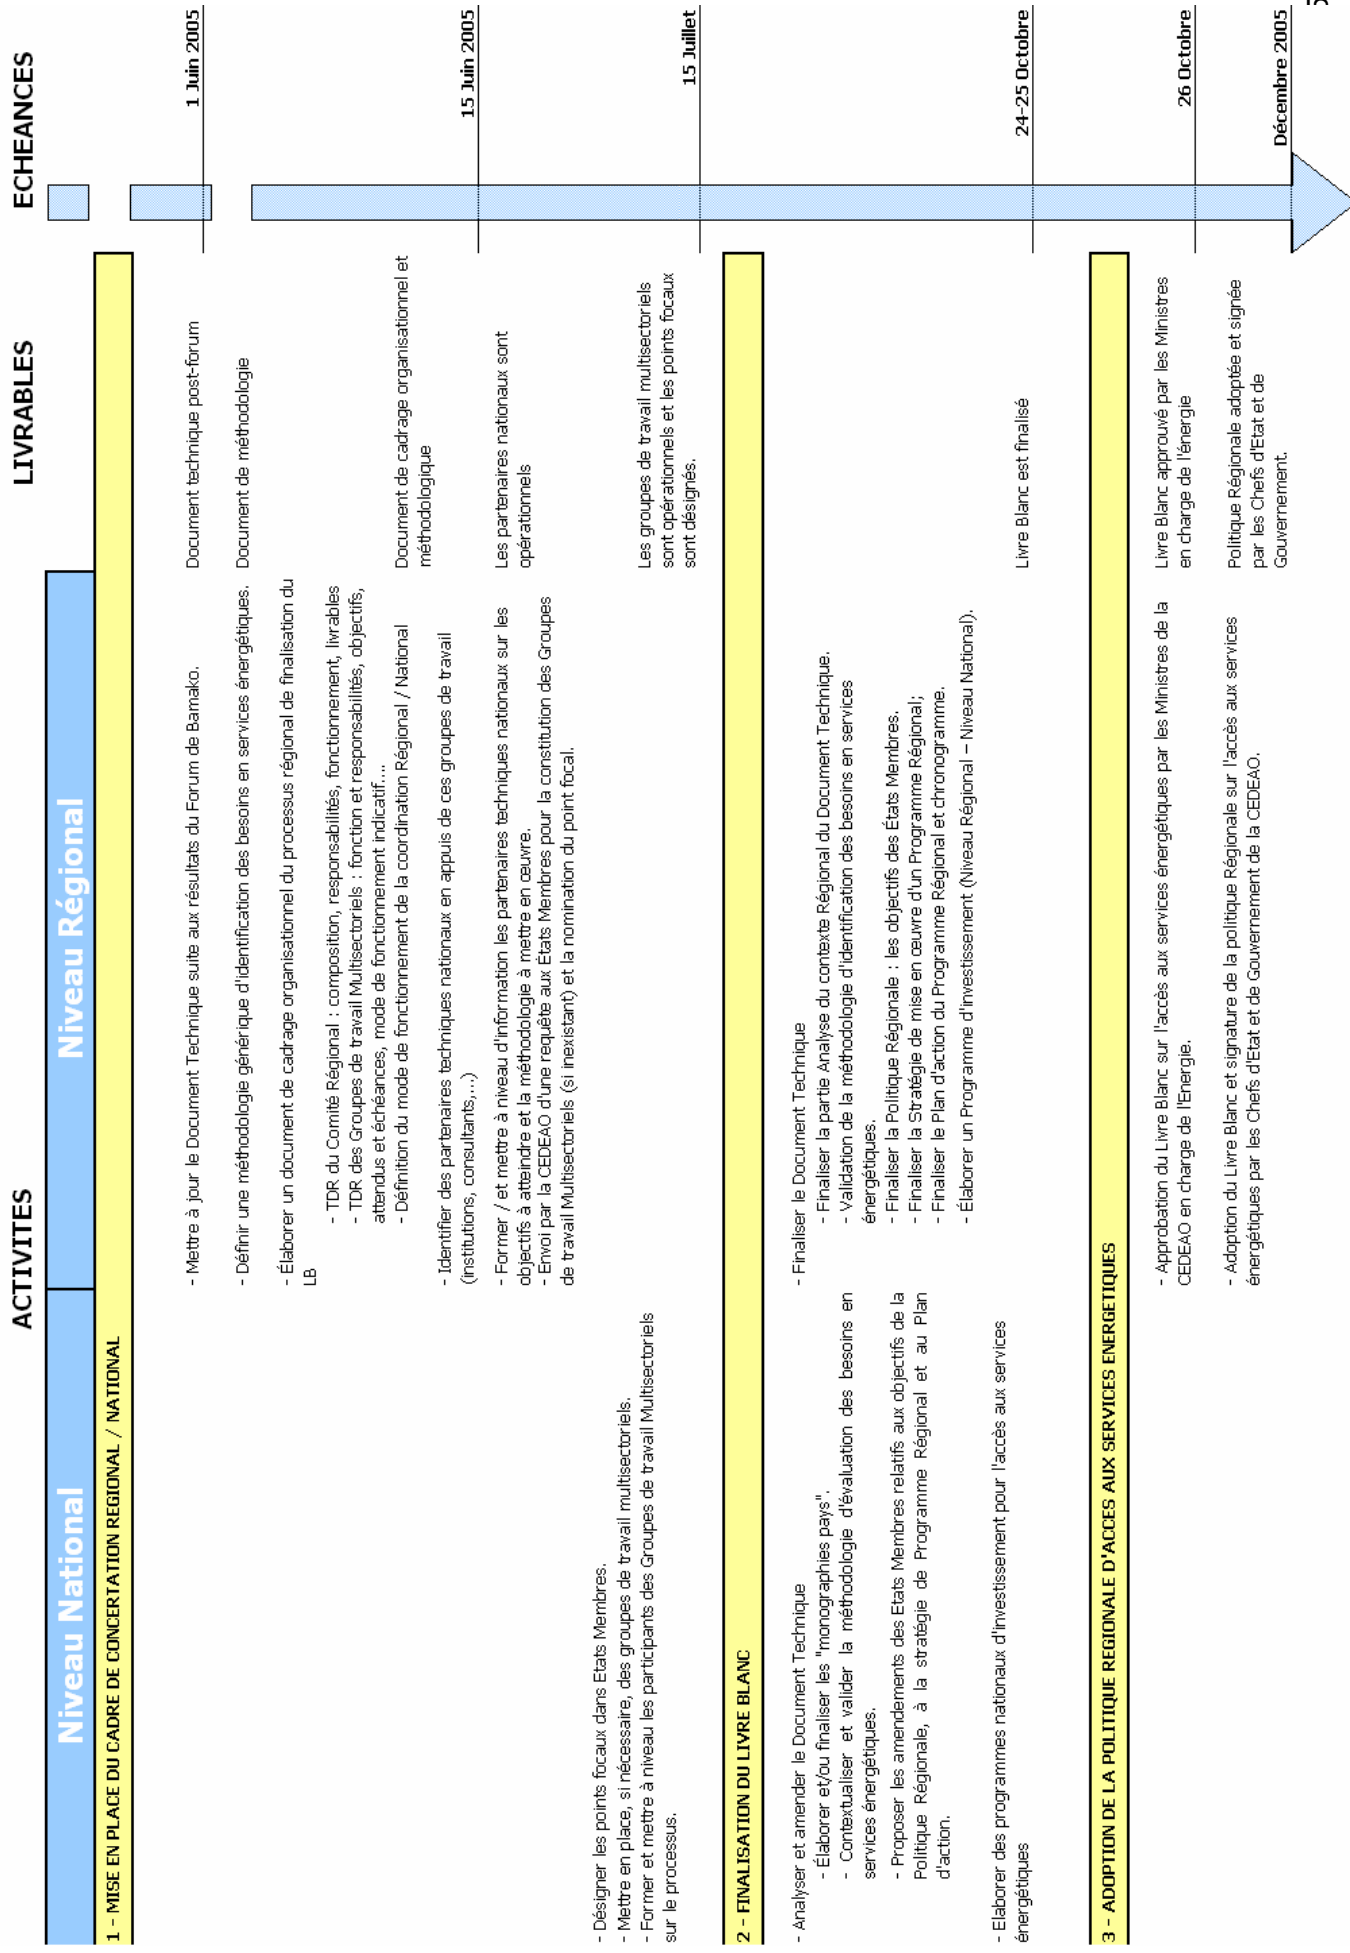 ACTIVITES
LIVRABLES
ECHEANCES
Niveau National
Niveau Régional
1 - MISE EN PLACE DU CADRE DE CONCERTATION REGIONAL / NATIONAL
- Mettre à jour le Document Technique suite aux résultats du Forum de Bamako.
Document technique post-forum
1 Juin 2005
- Définir une méthodologie générique d'identification des besoins en services énergétiques.
Document de méthodologie
- Élaborer un document de cadrage organisationnel du processus régional de finalisation du
LB
- TDR du Comité Régional : composition, responsabilités, fonctionnement, livrables
- TDR des Groupes de travail Multisectoriels : fonction et responsabilités, objectifs,
attendus et échéances, mode de fonctionnement indicatif....
- Définition du mode de fonctionnement de la coordination Régional / National
Document de cadrage organisationnel et
méthodologique
- Identifier des partenaires techniques nationaux en appuis de ces groupes de travail
(institutions, consultants,...)
15 Juin 2005
- Former / et mettre à niveau d'information les partenaires techniques nationaux sur les
objectifs à atteindre et la méthodologie à mettre en œuvre.
Les partenaires nationaux sont
opérationnels
- Envoi par la CEDEAO d'une requête aux Etats Membres pour la constitution des Groupes
de travail Multisectoriels (si inexistant) et la nomination du point focal.
- Désigner les points focaux dans Etats Membres.
- Mettre en place, si nécessaire, des groupes de travail multisectoriels.
- Former et mettre à niveau les participants des Groupes de travail Multisectoriels
sur le processus.
Les groupes de travail multisectoriels
sont opérationnels et les points focaux
sont désignés.
15 Juillet
2 - FINALISATION DU LIVRE BLANC
- Analyser et amender le Document Technique
- Élaborer et/ou finaliser les "monographies pays".
- Contextualiser et valider la méthodologie d'évaluation des besoins en
services énergétiques.
- Proposer les amendements des Etats Membres relatifs aux objectifs de la
Politique Régionale, à la stratégie de Programme Régional et au Plan
d'action.
- Elaborer des programmes nationaux d'investissement pour l'accès aux services
énergétiques
- Finaliser le Document Technique
- Finaliser la partie Analyse du contexte Régional du Document Technique.
- Validation de la méthodologie d'identification des besoins en services
énergétiques.
- Finaliser la Politique Régionale : les objectifs des États Membres.
- Finaliser la Stratégie de mise en œuvre d'un Programme Régional;
- Finaliser le Plan d'action du Programme Régional et chronogramme.
- Élaborer un Programme d'investissement (Niveau Régional – Niveau National).
Livre Blanc est finalisé
24-25 Octobre
3 - ADOPTION DE LA POLITIQUE REGIONALE D'ACCES AUX SERVICES ENERGETIQUES
- Approbation du Livre Blanc sur l'accès aux services énergétiques par les Ministres de la
CEDEAO en charge de l'Energie.
Livre Blanc approuvé par les Ministres
en charge de l'énergie
26 Octobre
- Adoption du Livre Blanc et signature de la politique Régionale sur l'accès aux services
énergétiques par les Chefs d'Etat et de Gouvernement de la CEDEAO.
Politique Régionale adoptée et signée
par les Chefs d'Etat et de
Gouvernement.
Décembre 2005